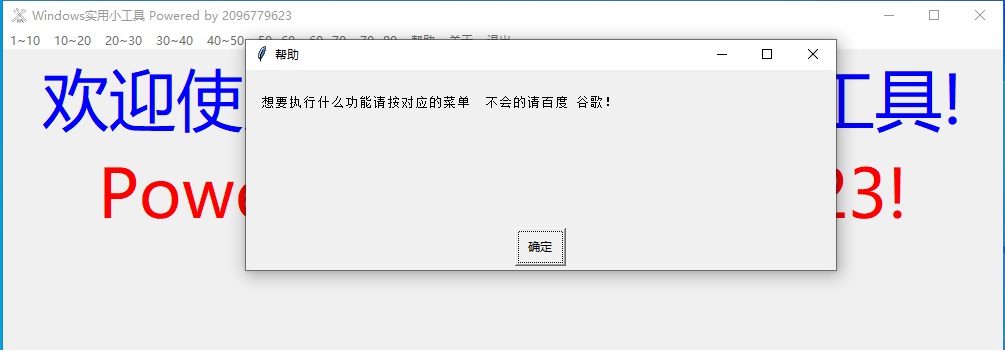 Windows实用小工具 Powered by 2096779623
1~10 10~20 20~30 30~40 40~50
帮助
欢迎使 工具!
想要执行什么功能请按对应的菜单 不会的请百度 谷歌!
Powe 23!
确定